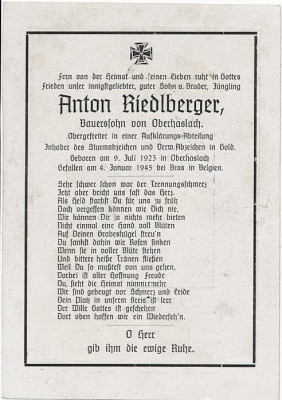 Fern von der Heimat und seinen Lieben ruht in Gottes
Frieden unser innigstgeliebter, guter Sohn u. Bruder, Jüngling
Anton Riedlberger,
Bauerssohn von Oberhaslach.
Obergefreiter in einer Aufklärungs-Abteilung
Inhaber des Sturmabzeichen und Verw. Abzeichen in Gold.
Geboren am 9. Juli 1923 in Oberhaslach
Gefallen am 4. Januar 1945 bei Bras in Belgien.
Sehr schwer schon war der Trennungsschmerz
Jetzt aber bricht uns fast das Herz.
Als Held starbst Du für uns zu früh
Doch vergessen können wir Dich nie.
Wir können Dir ja nichts mehr bieten
Nicht einmal eine Hand voll Blüten
Auf Deinen Grabeshügel streu'n
Du sankst dahin wie Rosen sinken
Wenn sie in voller Blüte stehen
Und bittere heiße Tränen fließen
Weil Du so mußtest von uns gehen,
Vorbei ist aller Hoffnung Freude
Du, sieht die Heimat nimmermehr
Wir sind gebeugt vor Schmerz und Leide
Dein Platz in unserm Kreis ist leer
Der Wille Gottes ist geschehen
Dort oben hoffen wir ein Wiederseh'n.
O Herr
gib ihm die ewige Ruhe.